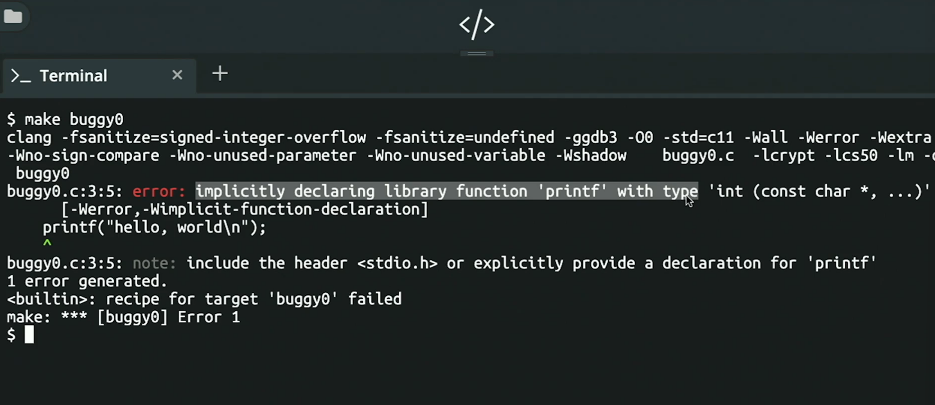 </>
>_ Terminal × +
$ make buggy0
clang -fsanitize=signed-integer-overflow -fsanitize=undefined -ggdb3 -O0 -std=c11 -Wall -Werror -Wextra
-Wno-sign-compare -Wno-unused-parameter -Wno-unused-variable -Wshadow    buggy0.c  -lcrypt -lcs50 -lm -o
 buggy0
buggy0.c:3:5: error: implicitly declaring library function 'printf' with type 'int (const char *, ...)'
      [-Werror,-Wimplicit-function-declaration]
    printf("hello, world\n");
    ^
buggy0.c:3:5: note: include the header <stdio.h> or explicitly provide a declaration for 'printf'
1 error generated.
<builtin>: recipe for target 'buggy0' failed
make: *** [buggy0] Error 1
$